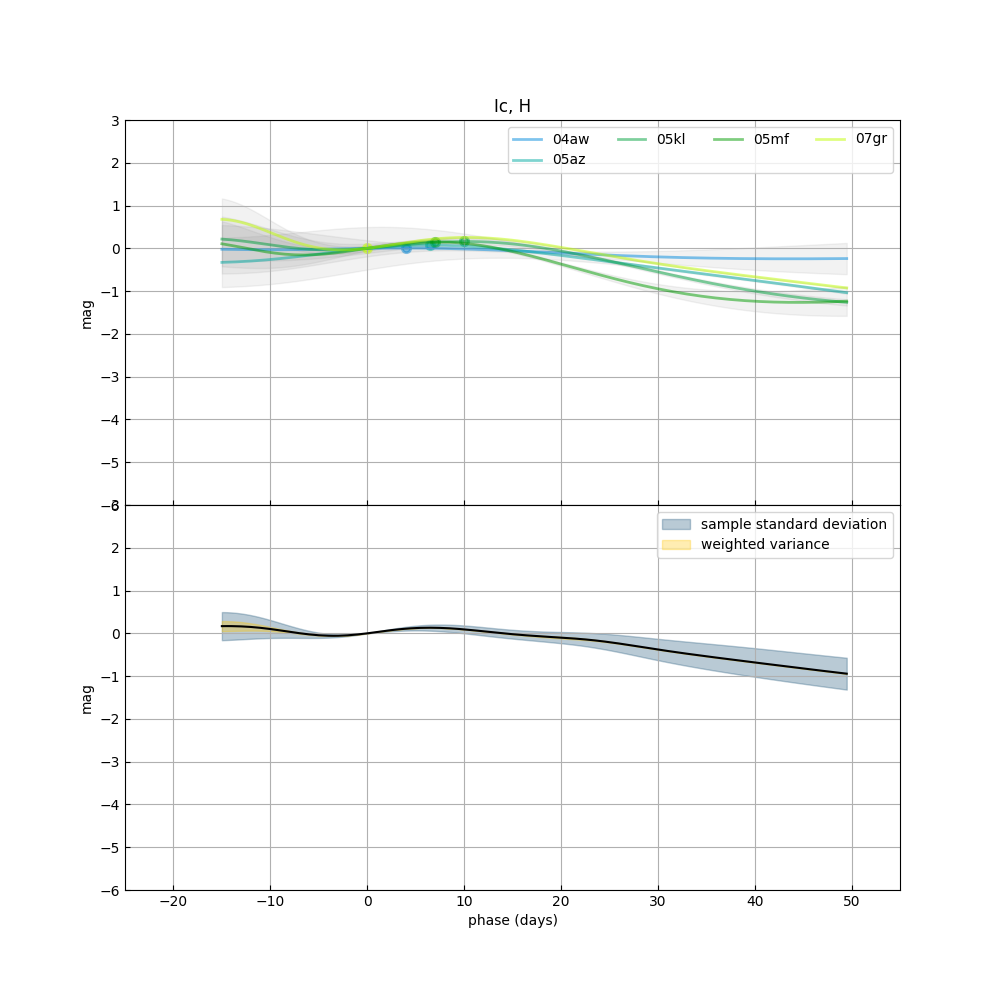 Ic, H
3
2
1
0
−1
−2
−3
−4
−5
−6
mag
04aw 05kl 05mf 07gr
05az
3
2
1
0
−1
−2
−3
−4
−5
−6
mag
sample standard deviation
weighted variance
−20 −10 0 10 20 30 40 50
phase (days)